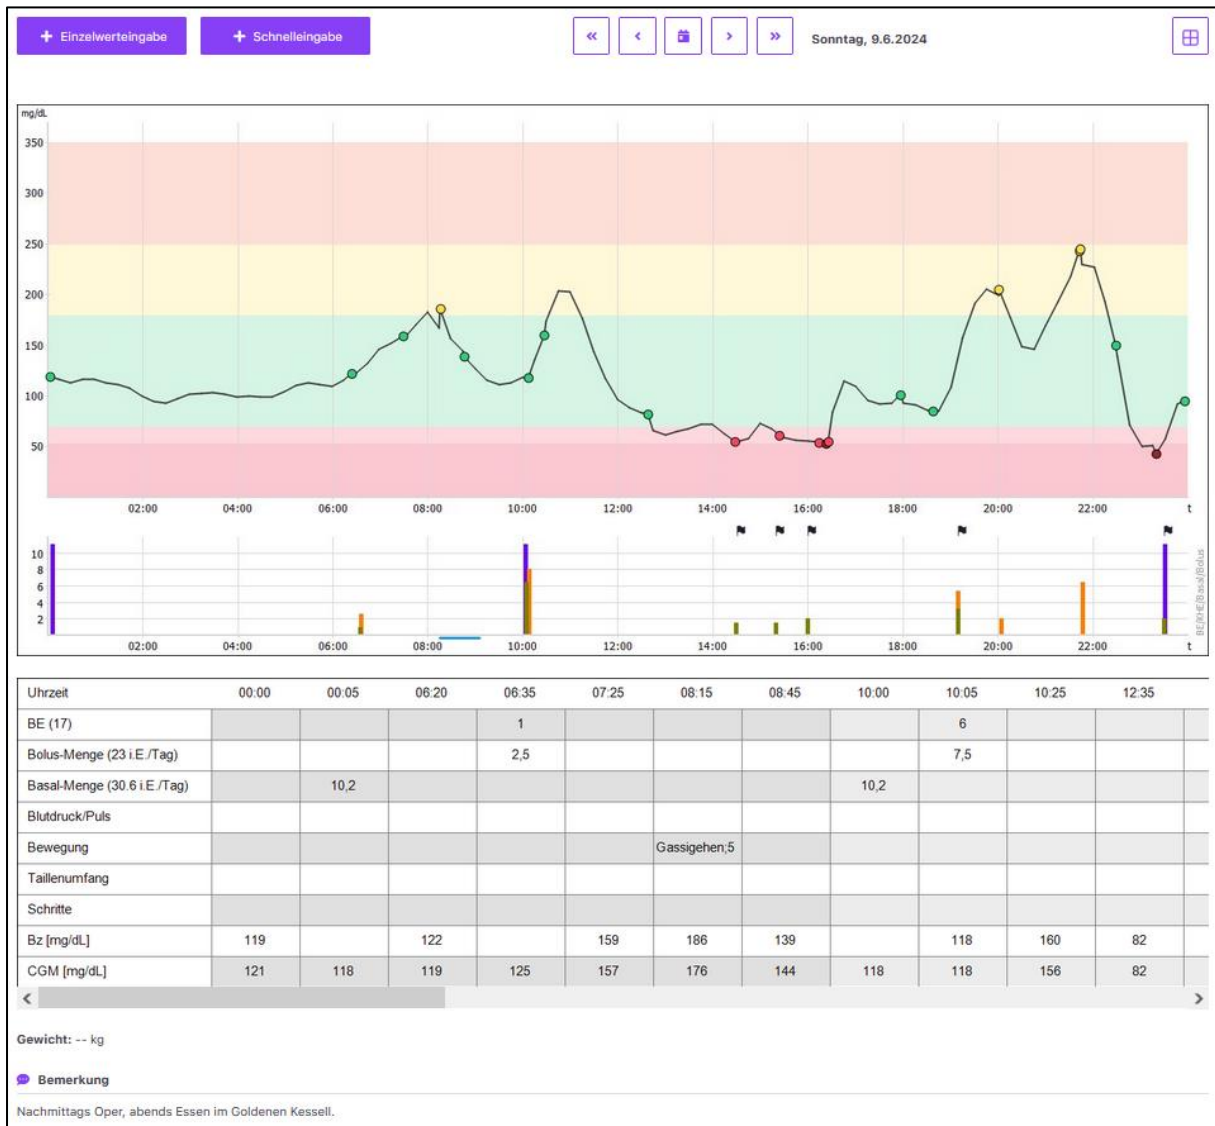 + Einzelwerteingabe + Schnelleingabe « ‹ › » Sonntag, 9.6.2024
mg/dL
350
300
250
200
150
100
50
02:00 04:00 06:00 08:00 10:00 12:00 14:00 16:00 18:00 20:00 22:00 t
10
8
6
4
2
BE/KHE/Basal/Bolus
02:00 04:00 06:00 08:00 10:00 12:00 14:00 16:00 18:00 20:00 22:00 t
Uhrzeit 00:00 00:05 06:20 06:35 07:25 08:15 08:45 10:00 10:05 10:25 12:35
BE (17) 1 6
Bolus-Menge (23 i.E./Tag) 2,5 7,5
Basal-Menge (30.6 i.E./Tag) 10,2 10,2
Blutdruck/Puls
Bewegung Gassigehen;5
Taillenumfang
Schritte
Bz [mg/dL] 119 122 159 186 139 118 160 82
CGM [mg/dL] 121 118 119 125 157 176 144 118 118 156 82
Gewicht: -- kg
Bemerkung
Nachmittags Oper, abends Essen im Goldenen Kessell.